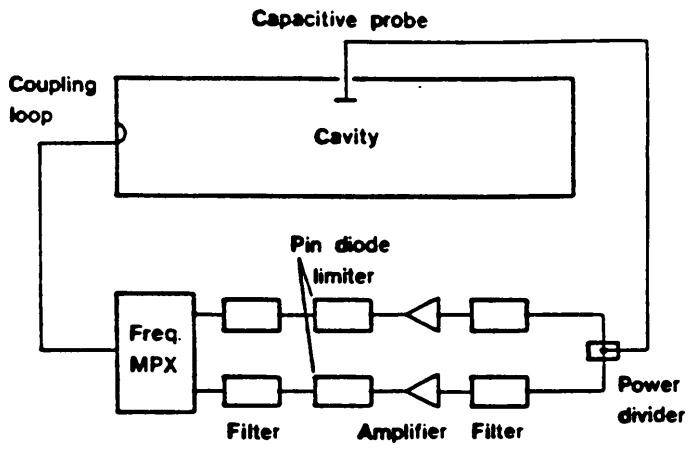 Capacitive probe
Coupling
loop
Cavity
Pin diode
limiter
Freq.
MPX
Power
divider
Filter
Amplifier
Filter